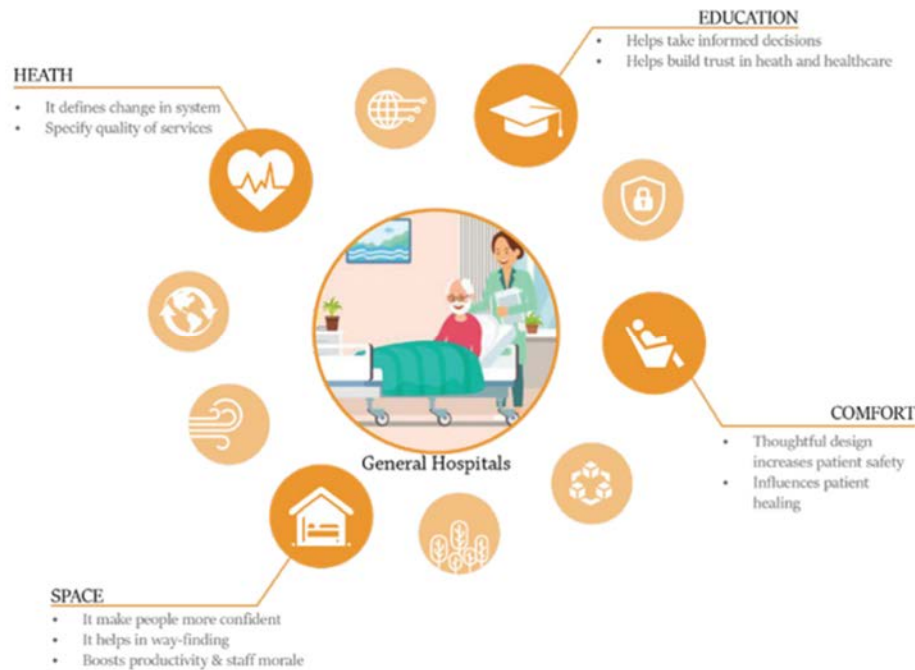 EDUCATION
• Helps take informed decisions
• Helps build trust in heath and healthcare
HEATH
• It defines change in system
• Specify quality of services
General Hospitals
COMFORT
• Thoughtful design
increases patient safety
• Influences patient
healing
SPACE
• It make people more confident
• It helps in way-finding
• Boosts productivity & staff morale